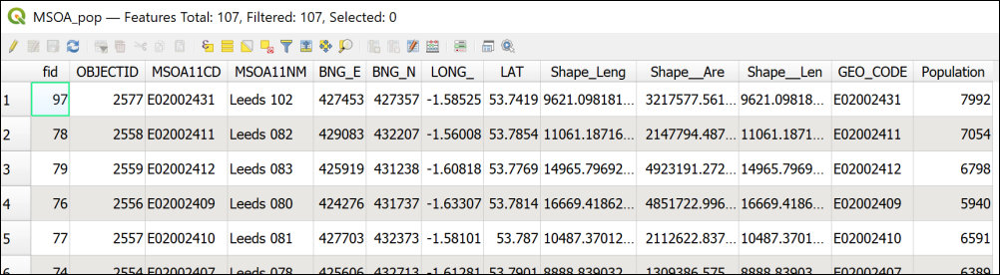 MSOA_pop — Features Total: 107, Filtered: 107, Selected: 0
fid OBJECTID MSOA11CD MSOA11NM BNG_E BNG_N LONG_ LAT Shape_Leng Shape__Are Shape__Len GEO_CODE Population
1 97 2577 E02002431 Leeds 102 427453 427357 -1.58525 53.7419 9621.098181... 3217577.561... 9621.09818... E02002431 7992
2 78 2558 E02002411 Leeds 082 429083 432207 -1.56008 53.7854 11061.18716... 2147794.487... 11061.1871... E02002411 7054
3 79 2559 E02002412 Leeds 083 425919 431238 -1.60818 53.7769 14965.79692... 4923191.272... 14965.7969... E02002412 6798
4 76 2556 E02002409 Leeds 080 424276 431737 -1.63307 53.7814 16669.41862... 4851722.996... 16669.4186... E02002409 5940
5 77 2557 E02002410 Leeds 081 427703 432373 -1.58101 53.787 10487.37012... 2112622.837... 10487.3701... E02002410 6591
6 74 2554 E02002407 Leeds 078 425606 432713 -1.61281 53.7901 8888.839032... 1309386.575... 8888.83903... E02002407 6389